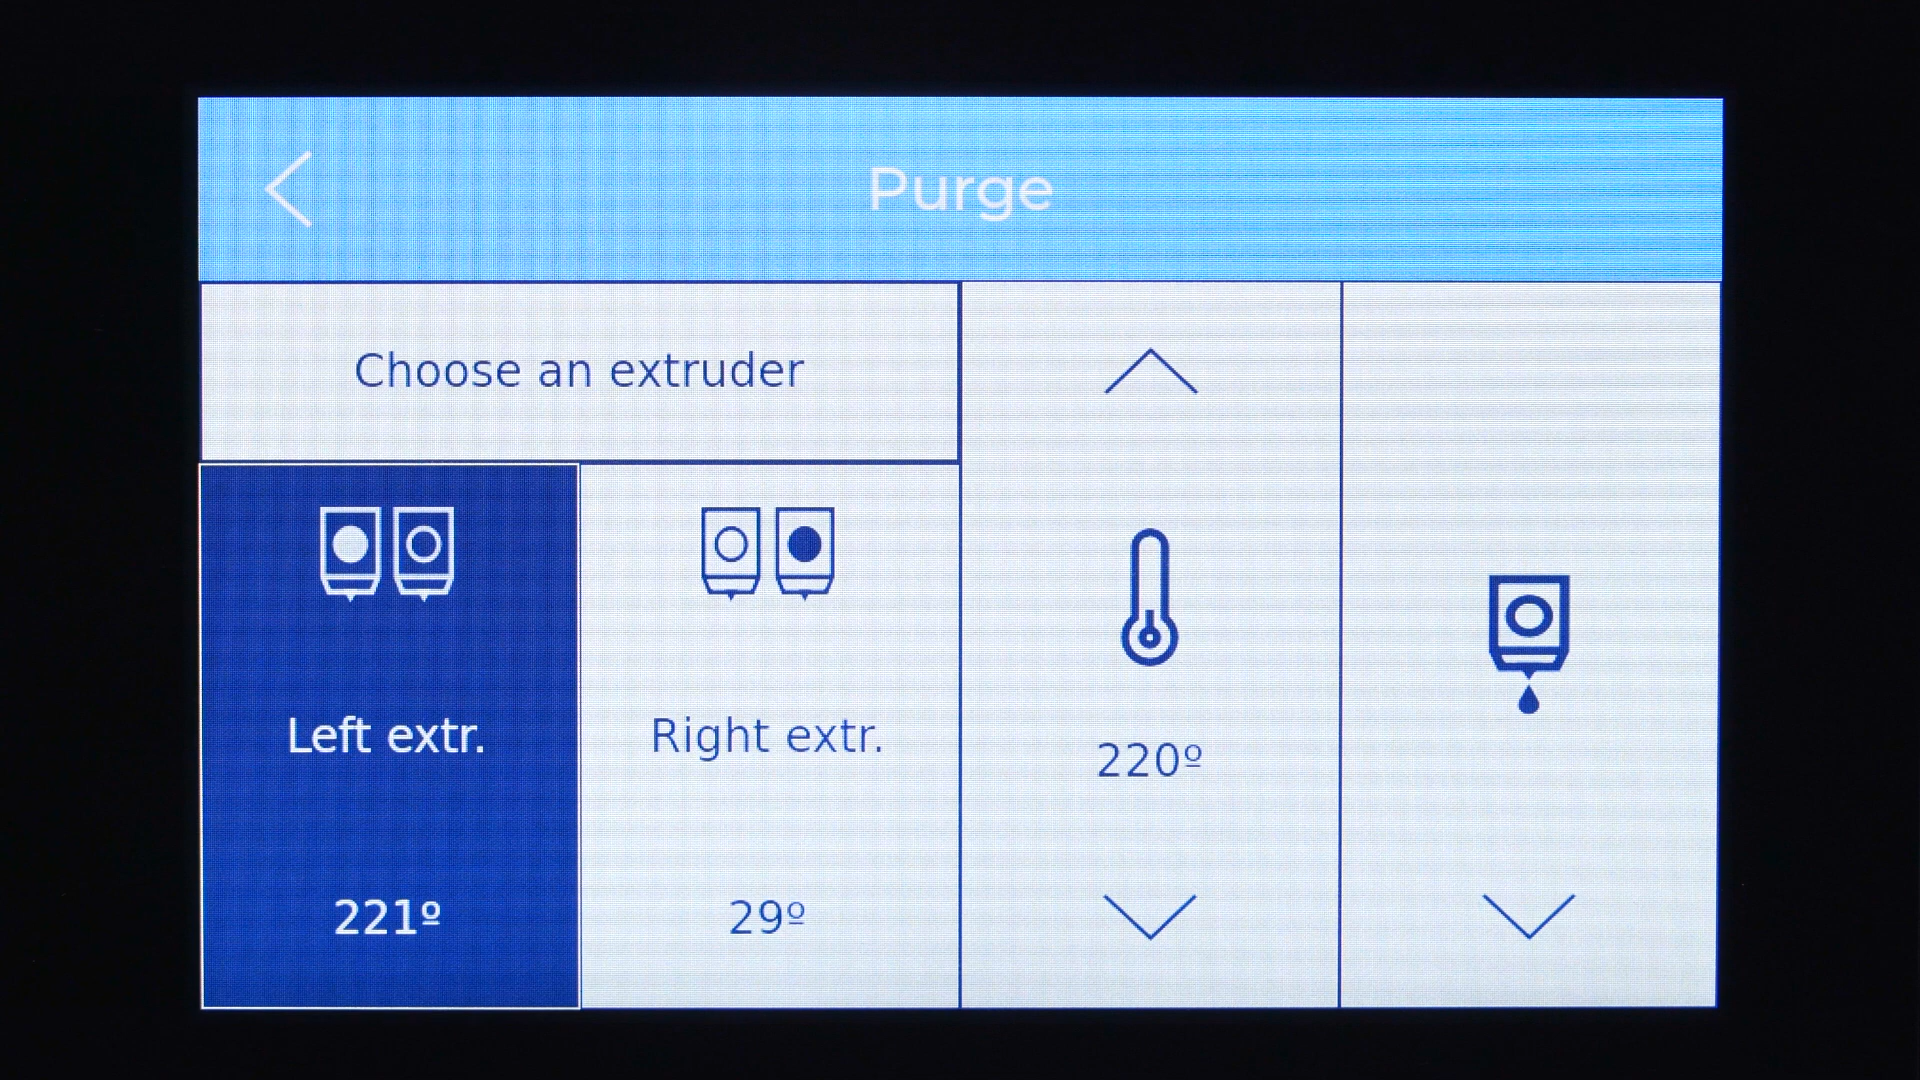 Purge
Choose an extruder
Left extr.
Right extr.
220º
221º
29º